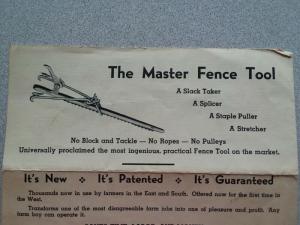 The Master Fence Tool
A Slack Taker
A Splicer
A Staple Puller
A Stretcher
No Block and Tackle — No Ropes — No Pulleys
Universally proclaimed the most ingenious, practical Fence Tool on the market.
It's New ❖ It's Patented ❖ It's Guaranteed
Thousands now in use by farmers in the East and South. Offered now for the first time in
the West.
Transforms one of the most disagreeable farm jobs into one of pleasure and profit. Any
farm boy can operate it.